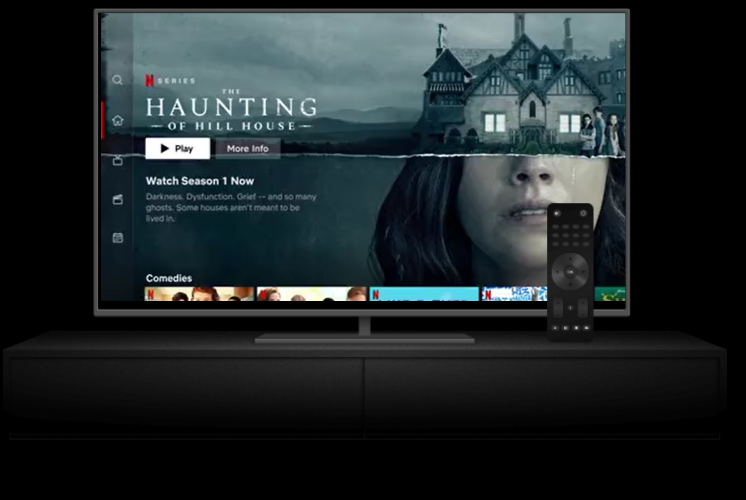 N SERIES
THE
HAUNTING
OF HILL HOUSE
Play
More Info
Watch Season 1 Now
Darkness. Dysfunction. Grief -- and so many
ghosts. Some houses aren't meant to be
lived in.
Comedies
N
N
N